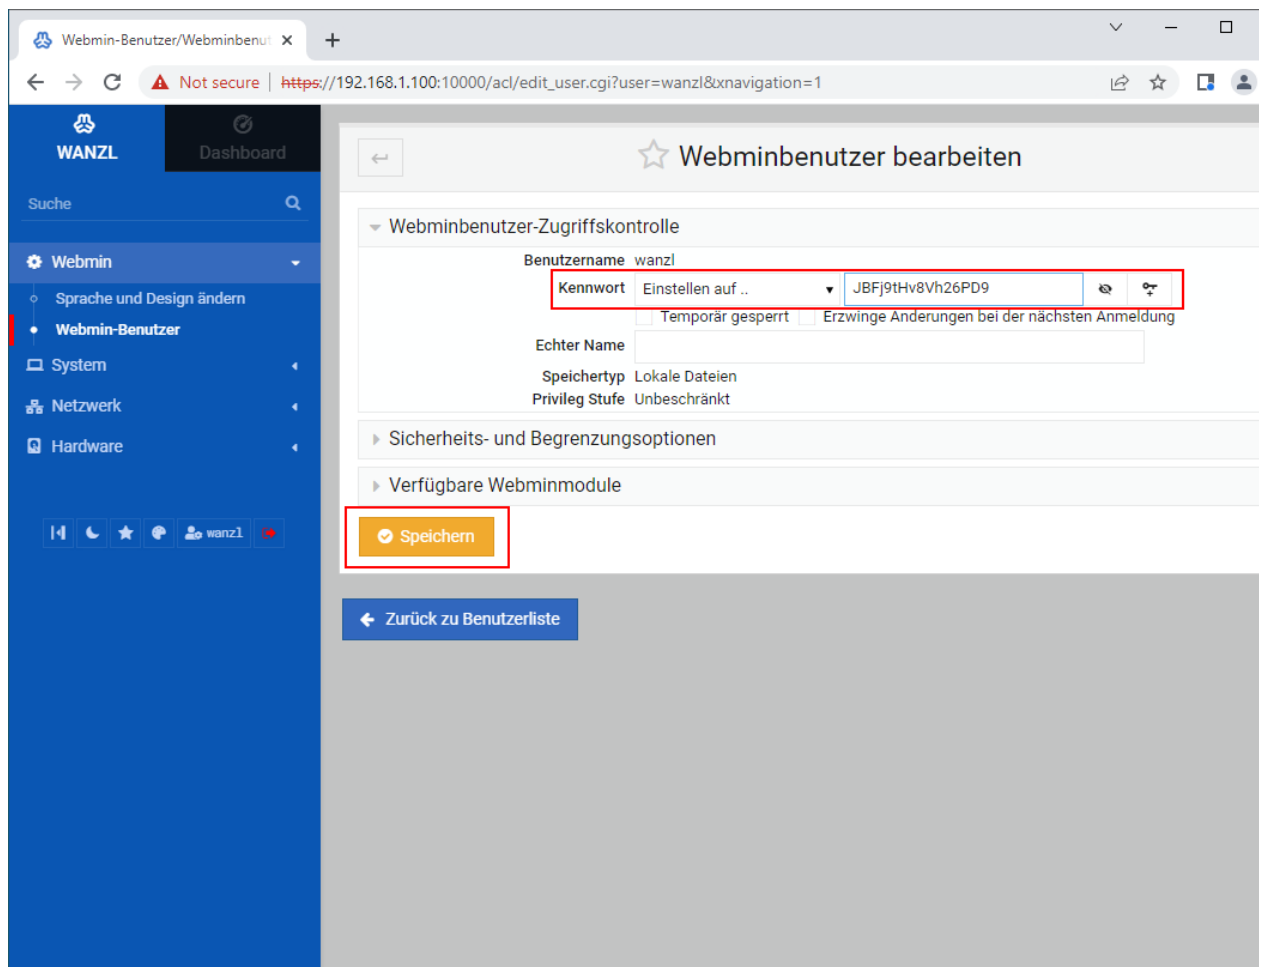 Webmin-Benutzer/Webminbenut
Not secure | https://192.168.1.100:10000/acl/edit_user.cgi?user=wanzl&xnavigation=1
WANZL
Dashboard
Suche
Webmin
Sprache und Design ändern
Webmin-Benutzer
System
Netzwerk
Hardware
wanzl
Webminbenutzer bearbeiten
Webminbenutzer-Zugriffskontrolle
Benutzername wanzl
Kennwort Einstellen auf .. JBFj9tHv8Vh26PD9
Temporär gesperrt Erzwinge Änderungen bei der nächsten Anmeldung
Echter Name
Speichertyp Lokale Dateien
Privileg Stufe Unbeschränkt
Sicherheits- und Begrenzungsoptionen
Verfügbare Webminmodule
Speichern
Zurück zu Benutzerliste